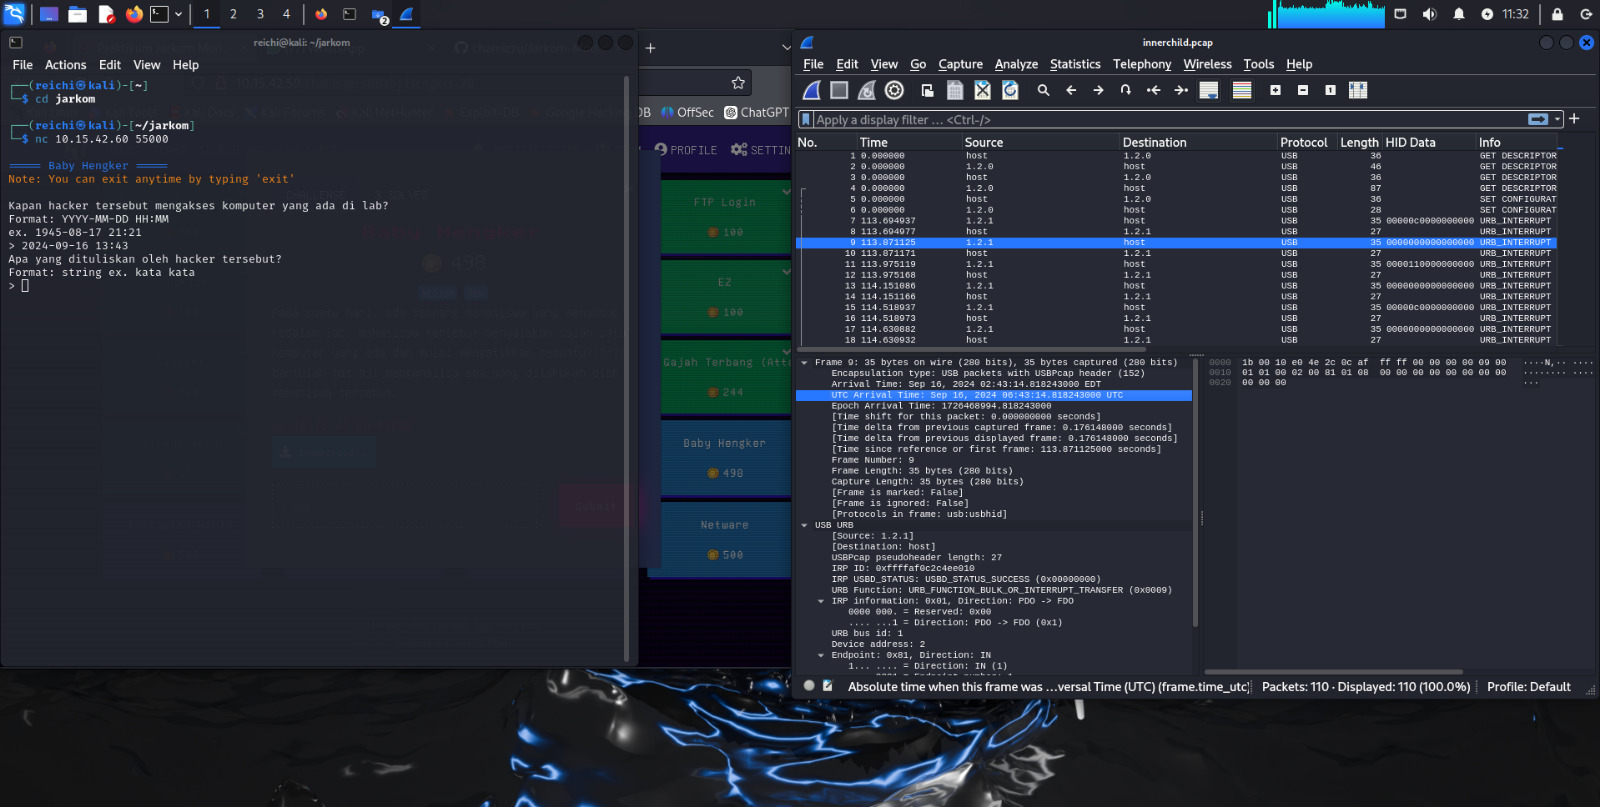 1 2 3 4 2 11:32
reichi@kali: ~/jarkom
File Actions Edit View Help
┌──(reichi㉿kali)-[~]
└─$ cd jarkom
┌──(reichi㉿kali)-[~/jarkom]
└─$ nc 10.15.42.60 55000
===== Baby Hengker =====
Note: You can exit anytime by typing 'exit'
Kapan hacker tersebut mengakses komputer yang ada di lab?
Format: YYYY-MM-DD HH:MM
ex. 1945-08-17 21:21
> 2024-09-16 13:43
Apa yang dituliskan oleh hacker tersebut?
Format: string ex. kata kata
>
DB OffSec ChatGPT
PROFILE SETTIN
FTP Login
100
EZ
100
Gajah Terbang (Atta
244
Baby Hengker
498
Netware
500
innerchild.pcap
File Edit View Go Capture Analyze Statistics Telephony Wireless Tools Help
Apply a display filter … <Ctrl-/>
No. Time Source Destination Protocol Length HID Data Info
1 0.000000 host 1.2.0 USB 36 GET DESCRIPTOR
2 0.000000 1.2.0 host USB 46 GET DESCRIPTOR
3 0.000000 host 1.2.0 USB 36 GET DESCRIPTOR
4 0.000000 1.2.0 host USB 87 GET DESCRIPTOR
5 0.000000 host 1.2.0 USB 36 SET CONFIGURAT
6 0.000000 1.2.0 host USB 28 SET CONFIGURAT
7 113.694937 1.2.1 host USB 35 00000c0000000000 URB_INTERRUPT
8 113.694977 host 1.2.1 USB 27 URB_INTERRUPT
9 113.871125 1.2.1 host USB 35 0000000000000000 URB_INTERRUPT
10 113.871171 host 1.2.1 USB 27 URB_INTERRUPT
11 113.975119 1.2.1 host USB 35 0000110000000000 URB_INTERRUPT
12 113.975168 host 1.2.1 USB 27 URB_INTERRUPT
13 114.151086 1.2.1 host USB 35 0000000000000000 URB_INTERRUPT
14 114.151166 host 1.2.1 USB 27 URB_INTERRUPT
15 114.518937 1.2.1 host USB 35 00000c0000000000 URB_INTERRUPT
16 114.518973 host 1.2.1 USB 27 URB_INTERRUPT
17 114.630882 1.2.1 host USB 35 0000000000000000 URB_INTERRUPT
18 114.630932 host 1.2.1 USB 27 URB_INTERRUPT
Frame 9: 35 bytes on wire (280 bits), 35 bytes captured (280 bits)
Encapsulation type: USB packets with USBPcap header (152)
Arrival Time: Sep 16, 2024 02:43:14.818243000 EDT
UTC Arrival Time: Sep 16, 2024 06:43:14.818243000 UTC
Epoch Arrival Time: 1726468994.818243000
[Time shift for this packet: 0.000000000 seconds]
[Time delta from previous captured frame: 0.176148000 seconds]
[Time delta from previous displayed frame: 0.176148000 seconds]
[Time since reference or first frame: 113.871125000 seconds]
Frame Number: 9
Frame Length: 35 bytes (280 bits)
Capture Length: 35 bytes (280 bits)
[Frame is marked: False]
[Frame is ignored: False]
[Protocols in frame: usb:usbhid]
USB URB
[Source: 1.2.1]
[Destination: host]
USBPcap pseudoheader length: 27
IRP ID: 0xffffaf0c2c4ee010
IRP USBD_STATUS: USBD_STATUS_SUCCESS (0x00000000)
URB Function: URB_FUNCTION_BULK_OR_INTERRUPT_TRANSFER (0x0009)
IRP information: 0x01, Direction: PDO -> FDO
0000 000. = Reserved: 0x00
.... ...1 = Direction: PDO -> FDO (0x1)
URB bus id: 1
Device address: 2
Endpoint: 0x81, Direction: IN
1... .... = Direction: IN (1)
0000 1b 00 10 e0 4e 2c 0c af ff ff 00 00 00 00 09 00 ····N,·· ····
0010 01 01 00 02 00 81 01 08 00 00 00 00 00 00 00 00 ········ ····
0020 00 00 00 ···
Absolute time when this frame was …versal Time (UTC) (frame.time_utc) Packets: 110 · Displayed: 110 (100.0%) Profile: Default